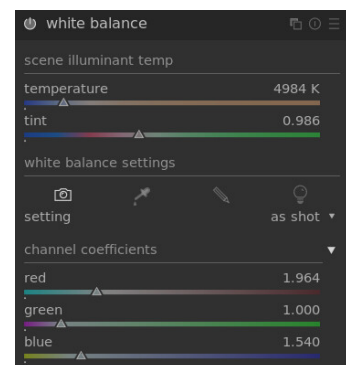 white balance
scene illuminant temp
temperature 4984 K
tint 0.986
white balance settings
setting as shot
channel coefficients
red 1.964
green 1.000
blue 1.540